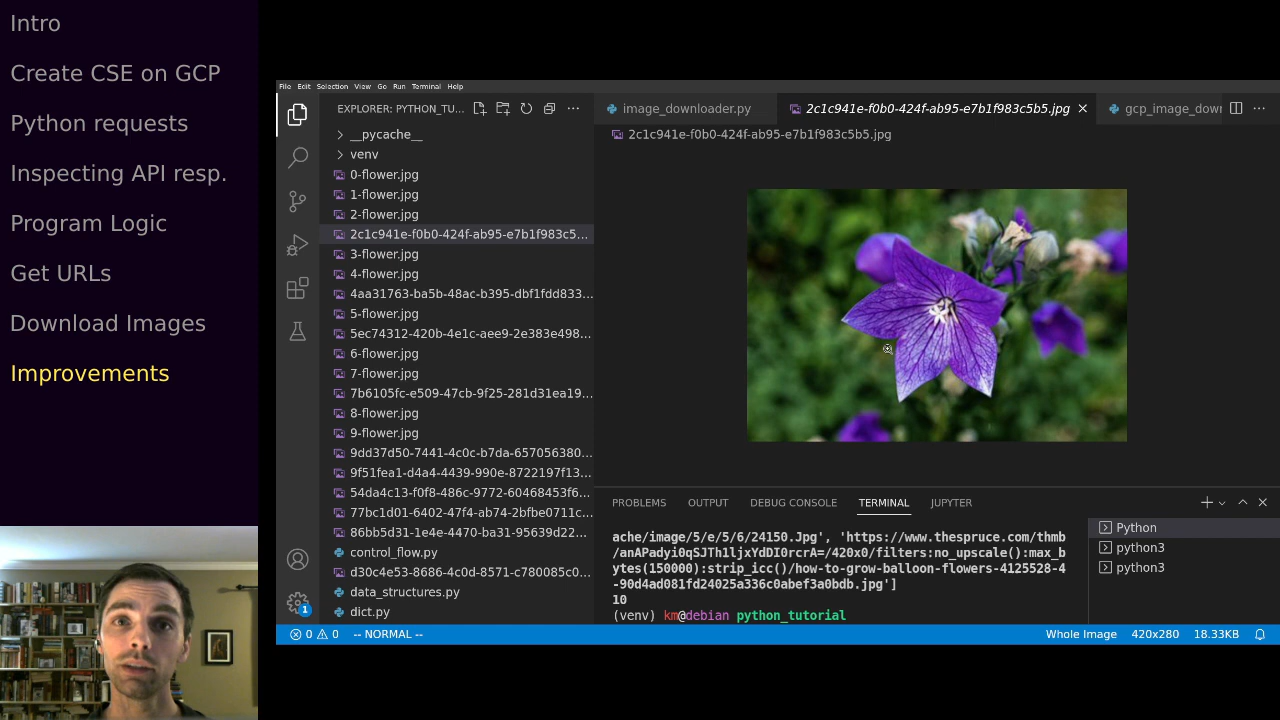 Intro
Create CSE on GCP
Python requests
Inspecting API resp.
Program Logic
Get URLs
Download Images
Improvements
File Edit Selection View Go Run Terminal Help
EXPLORER: PYTHON_TU...
__pycache__
venv
0-flower.jpg
1-flower.jpg
2-flower.jpg
2c1c941e-f0b0-424f-ab95-e7b1f983c5...
3-flower.jpg
4-flower.jpg
4aa31763-ba5b-48ac-b395-dbf1fdd833...
5-flower.jpg
5ec74312-420b-4e1c-aee9-2e383e498...
6-flower.jpg
7-flower.jpg
7b6105fc-e509-47cb-9f25-281d31ea19...
8-flower.jpg
9-flower.jpg
9dd37d50-7441-4c0c-b7da-657056380...
9f51fea1-d4a4-4439-990e-8722197f13...
54da4c13-f0f8-486c-9772-60468453f6...
77bc1d01-6402-47f4-ab74-2bfbe0711c...
86bb5d31-1e4e-4470-ba31-95639d22...
control_flow.py
d30c4e53-8686-4c0d-8571-c780085c0...
data_structures.py
dict.py
1
image_downloader.py 2c1c941e-f0b0-424f-ab95-e7b1f983c5b5.jpg gcp_image_dow
2c1c941e-f0b0-424f-ab95-e7b1f983c5b5.jpg
PROBLEMS OUTPUT DEBUG CONSOLE TERMINAL JUPYTER
ache/image/5/e/5/6/24150.Jpg', 'https://www.thespruce.com/thmb
/anAPadyi0qSJTh1ljxYdDI0rcrA=/420x0/filters:no_upscale():max_b
ytes(150000):strip_icc()/how-to-grow-balloon-flowers-4125528-4
-90d4ad081fd24025a336c0abef3a0bdb.jpg']
10
(venv) km@debian python_tutorial
Python
python3
python3
0 0 -- NORMAL -- Whole Image 420x280 18.33KB